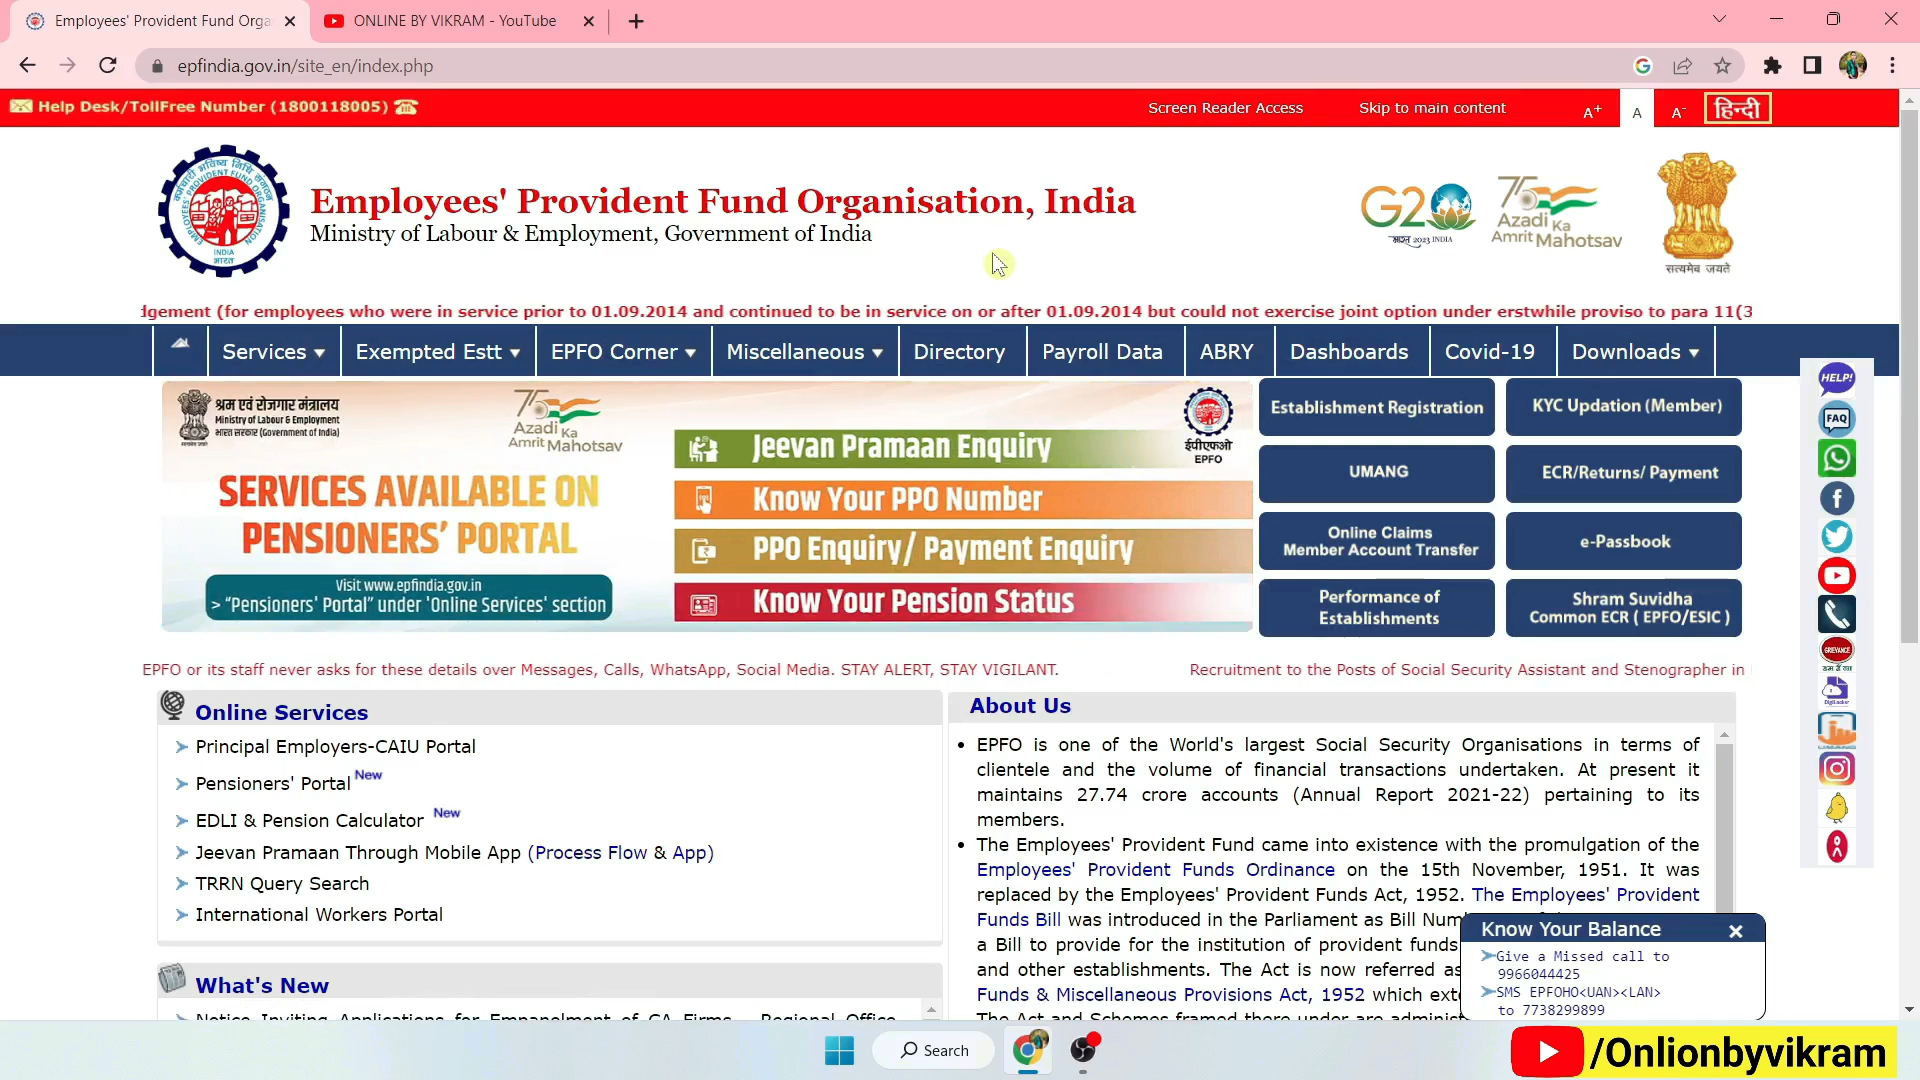 Employees' Provident Fund Orga
ONLINE BY VIKRAM - YouTube
epfindia.gov.in/site_en/index.php
Help Desk/TollFree Number (1800118005)
Screen Reader Access
Skip to main content
A+
A
A-
हिन्दी
Employees' Provident Fund Organisation, India
Ministry of Labour & Employment, Government of India
G20
भारत 2023 INDIA
75
Azadi Ka
Amrit Mahotsav
सत्यमेव जयते
dgement (for employees who were in service prior to 01.09.2014 and continued to be in service on or after 01.09.2014 but could not exercise joint option under erstwhile proviso to para 11(3
Services
Exempted Estt
EPFO Corner
Miscellaneous
Directory
Payroll Data
ABRY
Dashboards
Covid-19
Downloads
श्रम एवं रोजगार मंत्रालय
Ministry of Labour & Employment
भारत सरकार (Government of India)
75
Azadi Ka
Amrit Mahotsav
SERVICES AVAILABLE ON
PENSIONERS' PORTAL
Visit www.epfindia.gov.in
> "Pensioners' Portal" under 'Online Services' section
Jeevan Pramaan Enquiry
Know Your PPO Number
PPO Enquiry/ Payment Enquiry
Know Your Pension Status
ईपीएफओ
EPFO
Establishment Registration
KYC Updation (Member)
UMANG
ECR/Returns/ Payment
Online Claims
Member Account Transfer
e-Passbook
Performance of
Establishments
Shram Suvidha
Common ECR ( EPFO/ESIC )
HELP!
FAQ
GRIEVANCE
DigiLocker
EPFO or its staff never asks for these details over Messages, Calls, WhatsApp, Social Media. STAY ALERT, STAY VIGILANT.
Recruitment to the Posts of Social Security Assistant and Stenographer in
Online Services
Principal Employers-CAIU Portal
Pensioners' Portal New
EDLI & Pension Calculator New
Jeevan Pramaan Through Mobile App (Process Flow & App)
TRRN Query Search
International Workers Portal
What's New
Notice Inviting Applications for Empanelment of CA Firms - Regional Office
About Us
EPFO is one of the World's largest Social Security Organisations in terms of
clientele and the volume of financial transactions undertaken. At present it
maintains 27.74 crore accounts (Annual Report 2021-22) pertaining to its
members.
The Employees' Provident Fund came into existence with the promulgation of the
Employees' Provident Funds Ordinance on the 15th November, 1951. It was
replaced by the Employees' Provident Funds Act, 1952. The Employees' Provident
Funds Bill was introduced in the Parliament as Bill
a Bill to provide for the institution of provident funds
and other establishments. The Act is now referred as
Funds & Miscellaneous Provisions Act, 1952 which
The Act and Schemes framed there under are
Know Your Balance
Give a Missed call to
9966044425
SMS EPFOHO<UAN><LAN>
to 7738299899
Search
/Onlionbyvikram